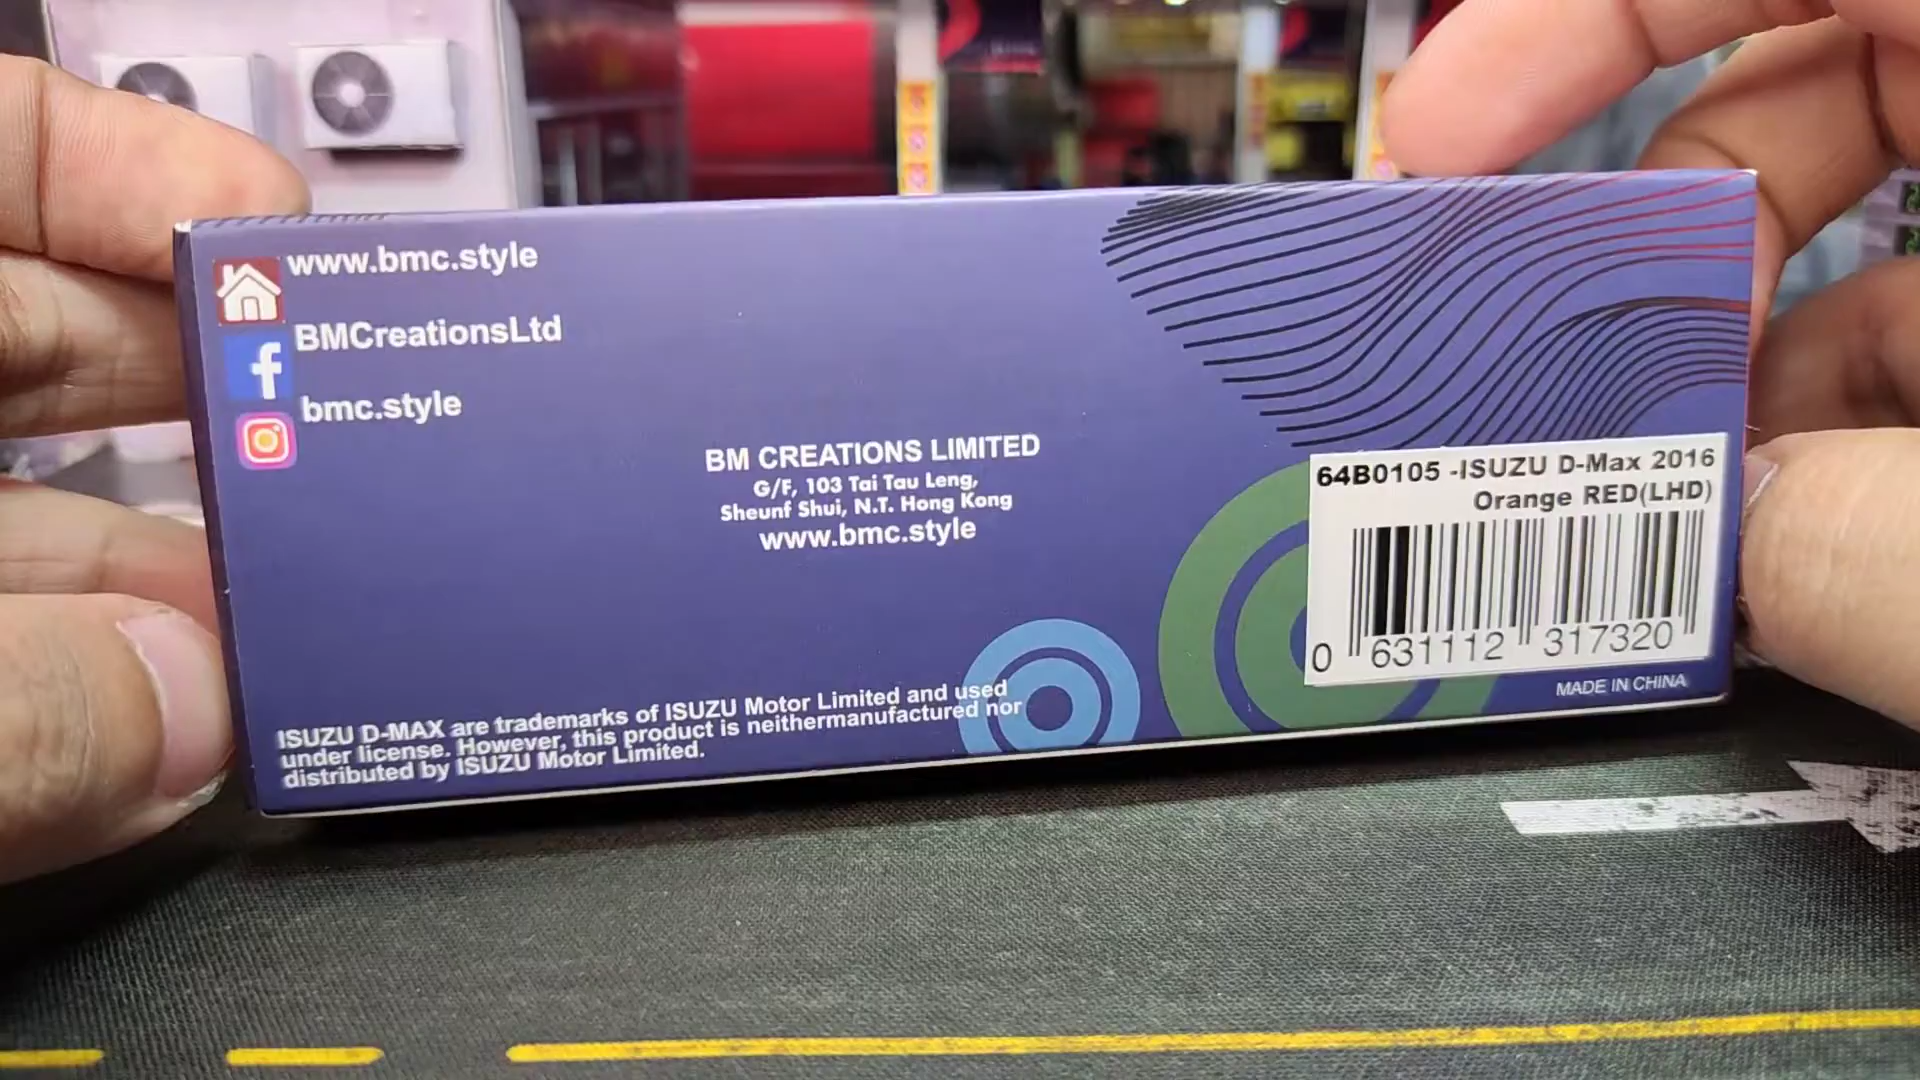 www.bmc.style
BMCreationsLtd
bmc.style
BM CREATIONS LIMITED
G/F, 103 Tai Tau Leng,
Sheunf Shui, N.T. Hong Kong
www.bmc.style
64B0105 -ISUZU D-Max 2016
Orange RED(LHD)
0 631112 317320
MADE IN CHINA
ISUZU D-MAX are trademarks of ISUZU Motor Limited and used
under license. However, this product is neithermanufactured nor
distributed by ISUZU Motor Limited.